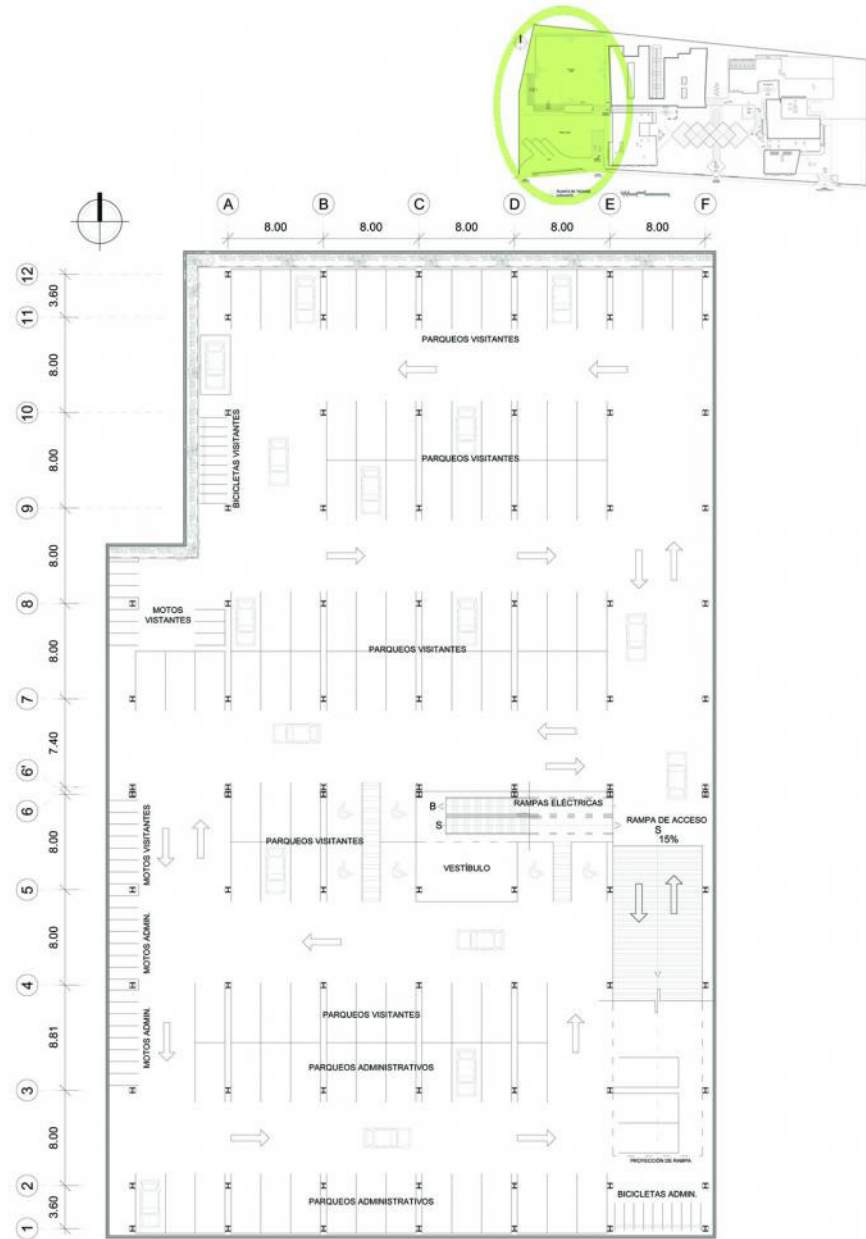 A
B
C
D
E
F
8.00
8.00
8.00
8.00
8.00
12
3.60
11
PARQUEOS VISITANTES
8.00
10
BICICLETAS VISITANTES
8.00
PARQUEOS VISITANTES
9
8.00
8
MOTOS
VISTANTES
8.00
PARQUEOS VISITANTES
7
7.40
6'
6
RAMPAS ELÉCTRICAS
B
S
RAMPA DE ACCESO
S
15%
MOTOS VISITANTES
8.00
PARQUEOS VISITANTES
VESTÍBULO
5
MOTOS ADMIN.
8.00
4
MOTOS ADMIN.
8.81
PARQUEOS VISITANTES
PARQUEOS ADMINISTRATIVOS
3
8.00
PROYECCIÓN DE RAMPA
2
BICICLETAS ADMIN.
PARQUEOS ADMINISTRATIVOS
3.60
1